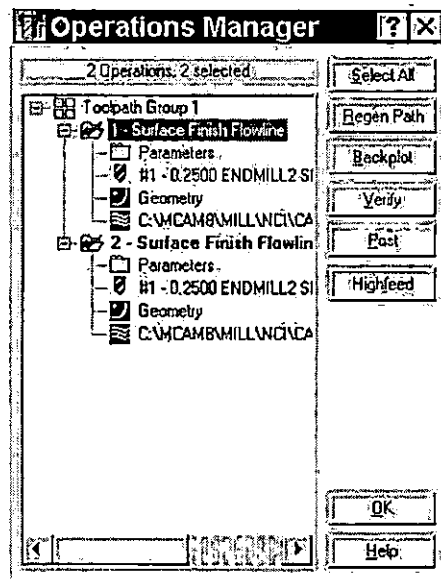 Operations Manager ? X
2 Operations, 2 selected
Select All
Toolpath Group 1
Regen Path
1 - Surface Finish Flowline
Parameters
Backplot
#1 - 0.2500 ENDMILL2 SI
Geometry
Verify
C:\MCAM8\MILL\NCI\CA
2 - Surface Finish Flowlin
Post
Parameters
#1 - 0.2500 ENDMILL2 SI
Highfeed
Geometry
C:\MCAM8\MILL\NCI\CA
OK
Help